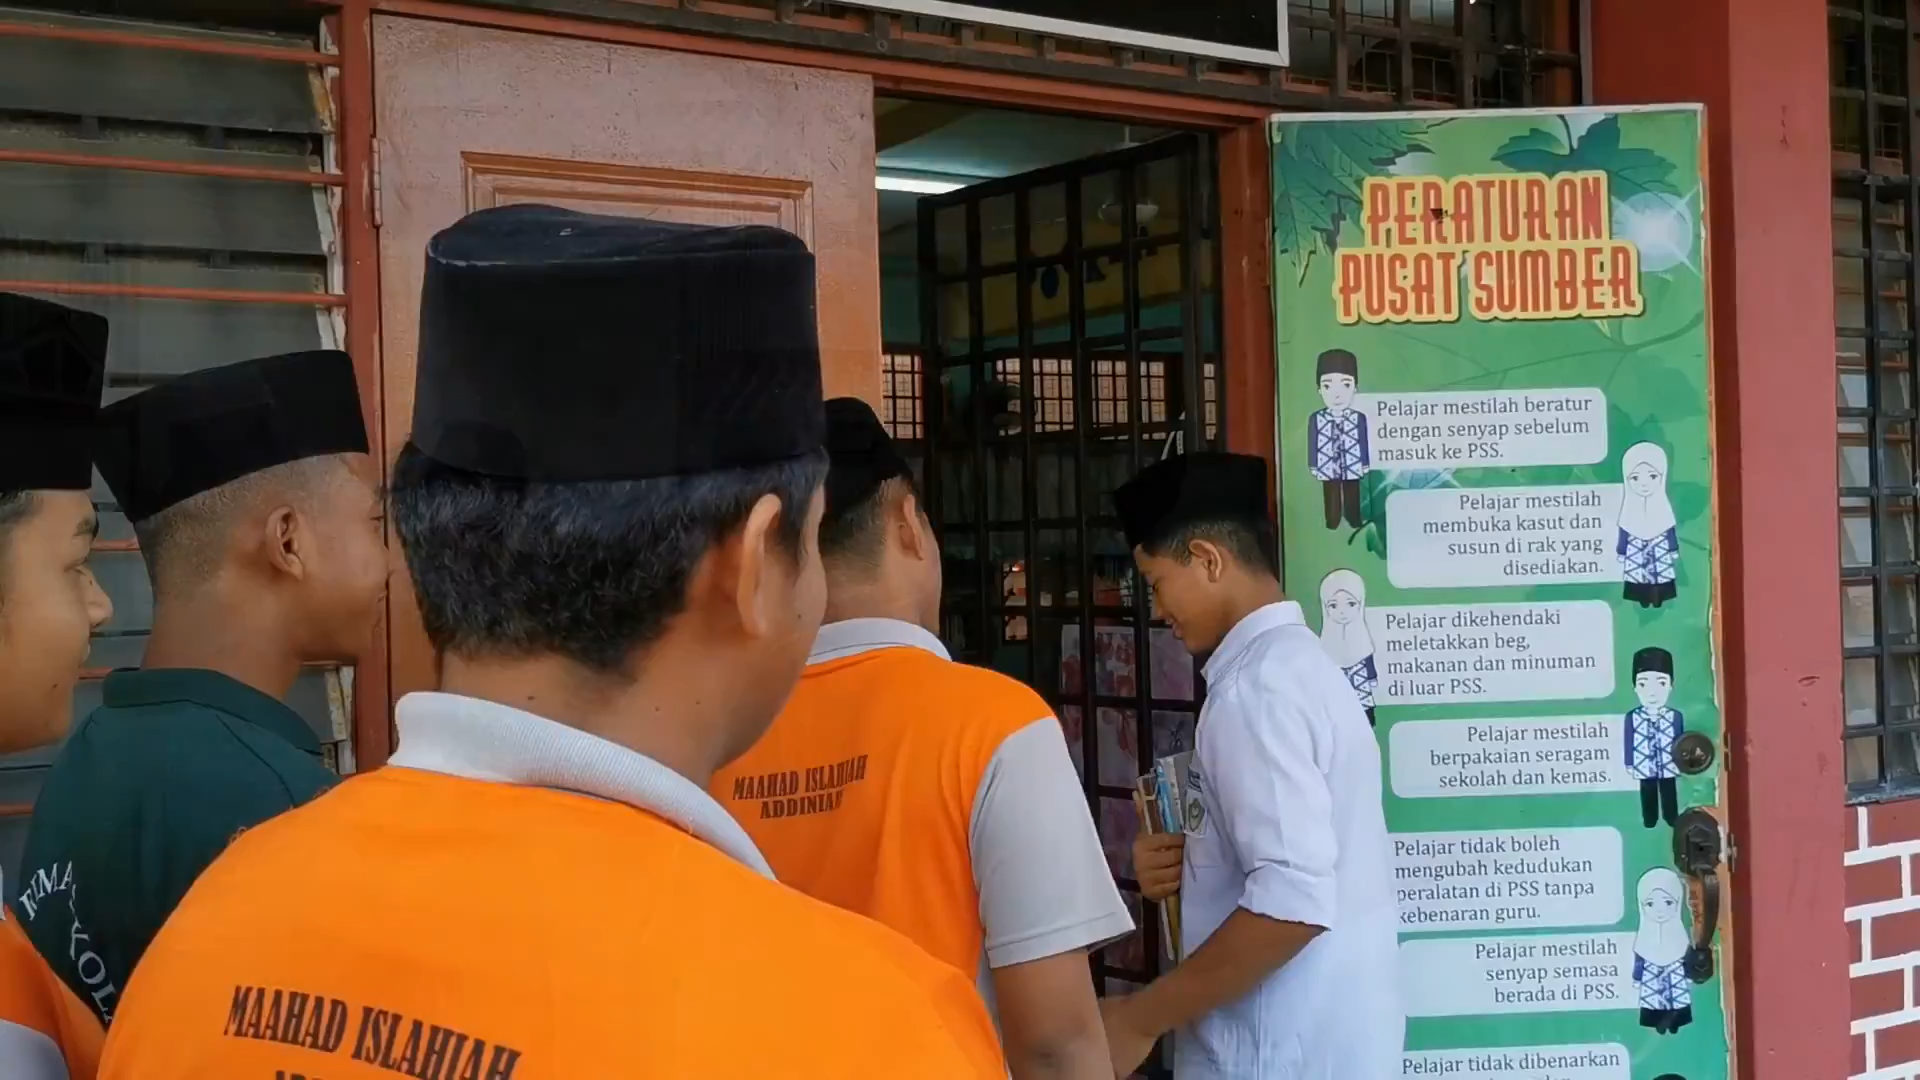 PERATURAN
PUSAT SUMBER
Pelajar mestilah beratur
dengan senyap sebelum
masuk ke PSS.
Pelajar mestilah
membuka kasut dan
susun di rak yang
disediakan.
Pelajar dikehendaki
meletakkan beg,
makanan dan minuman
di luar PSS.
Pelajar mestilah
berpakaian seragam
sekolah dan kemas.
Pelajar tidak boleh
mengubah kedudukan
peralatan di PSS tanpa
kebenaran guru.
Pelajar mestilah
senyap semasa
berada di PSS.
Pelajar tidak dibenarkan
MAAHAD ISLAHIAH
ADDINIAH
MAAHAD ISLAHIAH